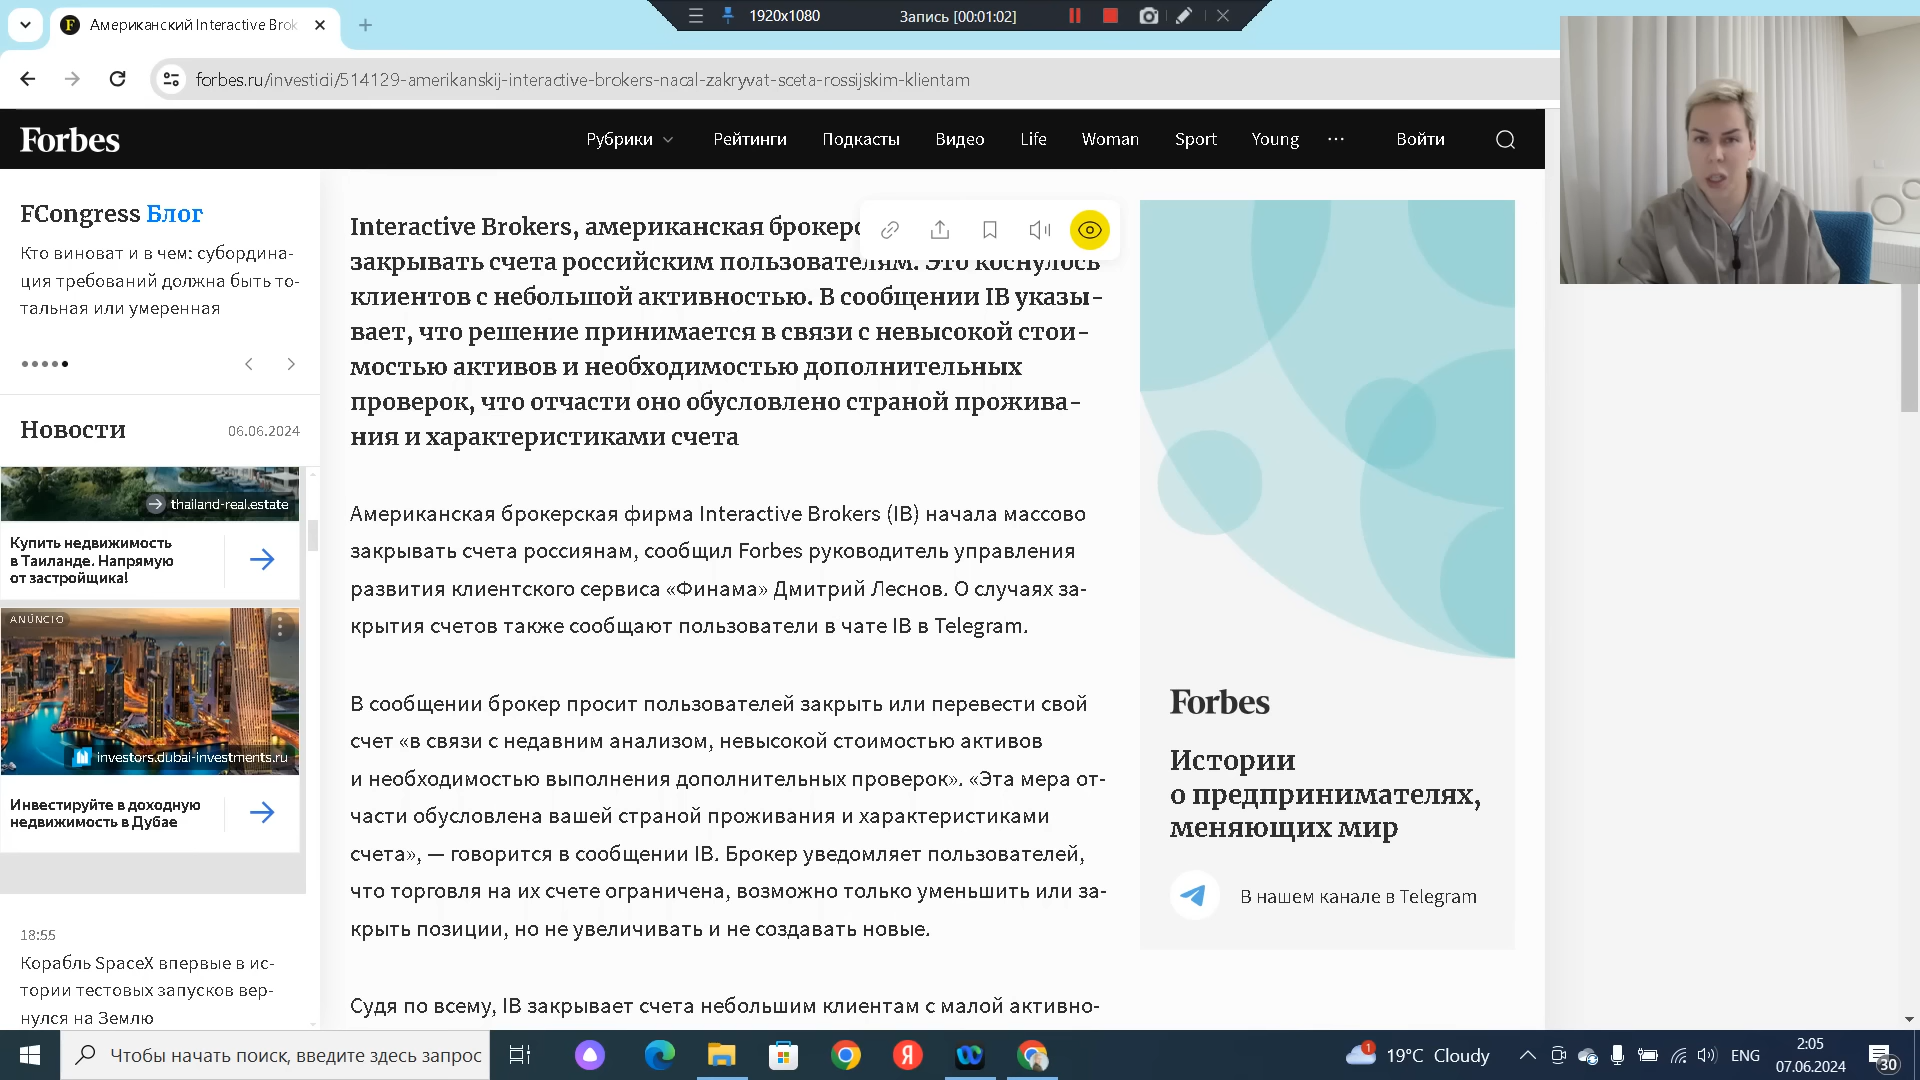 Американский Interactive Brok
1920x1080
Запись [00:01:02]
forbes.ru/investicii/514129-amerikanskij-interactive-brokers-nacal-zakryvat-sceta-rossijskim-klientam
Forbes
Рубрики
Рейтинги
Подкасты
Видео
Life
Woman
Sport
Young
Войти
FCongress Блог
Кто виноват и в чем: субордина-
ция требований должна быть то-
тальная или умеренная
Новости
06.06.2024
thailand-real.estate
Купить недвижимость
в Таиланде. Напрямую
от застройщика!
ANÚNCIO
investors.dubai-investments.ru
Инвестируйте в доходную
недвижимость в Дубае
18:55
Корабль SpaceX впервые в ис-
тории тестовых запусков вер-
нулся на Землю
Interactive Brokers, американская брокерс
закрывать счета российским пользователям. Это коснулось
клиентов с небольшой активностью. В сообщении IB указы-
вает, что решение принимается в связи с невысокой стои-
мостью активов и необходимостью дополнительных
проверок, что отчасти оно обусловлено страной прожива-
ния и характеристиками счета
Американская брокерская фирма Interactive Brokers (IB) начала массово
закрывать счета россиянам, сообщил Forbes руководитель управления
развития клиентского сервиса «Финама» Дмитрий Леснов. О случаях за-
крытия счетов также сообщают пользователи в чате IB в Telegram.
В сообщении брокер просит пользователей закрыть или перевести свой
счет «в связи с недавним анализом, невысокой стоимостью активов
и необходимостью выполнения дополнительных проверок». «Эта мера от-
части обусловлена вашей страной проживания и характеристиками
счета», — говорится в сообщении IB. Брокер уведомляет пользователей,
что торговля на их счете ограничена, возможно только уменьшить или за-
крыть позиции, но не увеличивать и не создавать новые.
Судя по всему, IB закрывает счета небольшим клиентам с малой активно-
Forbes
Истории
о предпринимателях,
меняющих мир
В нашем канале в Telegram
Чтобы начать поиск, введите здесь запрос
1
19°C Cloudy
ENG
2:05
07.06.2024
30